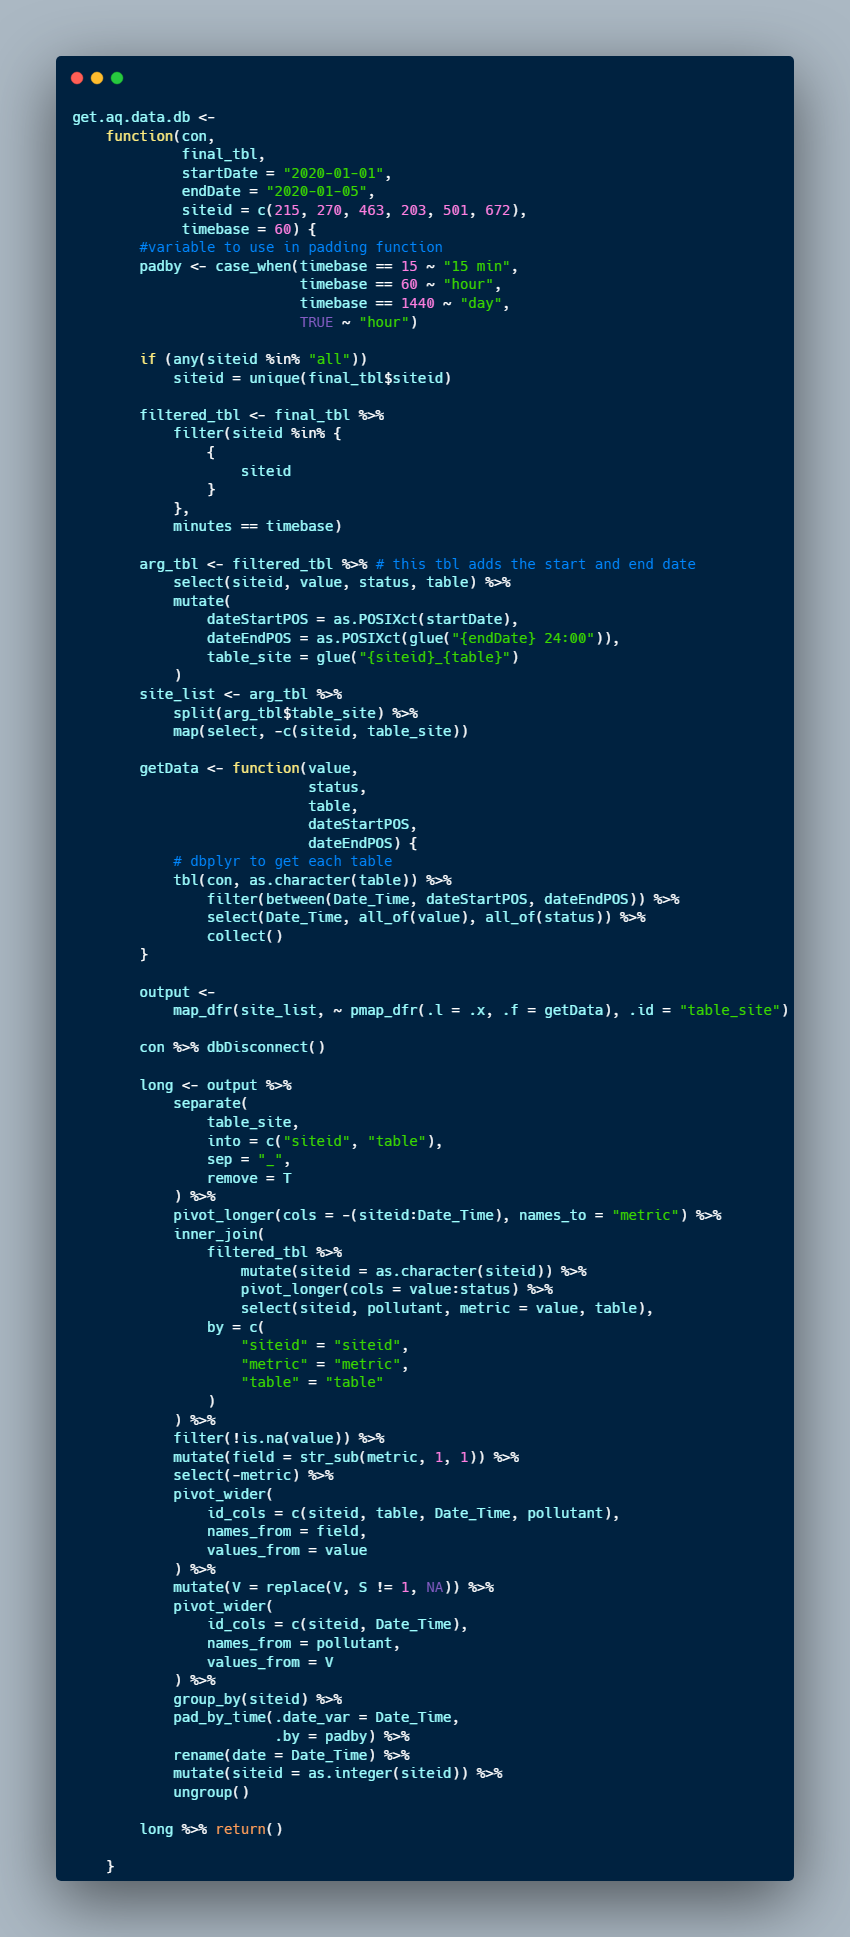 get.aq.data.db <-
    function(con,
             final_tbl,
             startDate = "2020-01-01",
             endDate = "2020-01-05",
             siteid = c(215, 270, 463, 203, 501, 672),
             timebase = 60) {
        #variable to use in padding function
        padby <- case_when(timebase == 15 ~ "15 min",
                           timebase == 60 ~ "hour",
                           timebase == 1440 ~ "day",
                           TRUE ~ "hour")

        if (any(siteid %in% "all"))
            siteid = unique(final_tbl$siteid)

        filtered_tbl <- final_tbl %>%
            filter(siteid %in% {
                {
                    siteid
                }
            },
            minutes == timebase)

        arg_tbl <- filtered_tbl %>% # this tbl adds the start and end date
            select(siteid, value, status, table) %>%
            mutate(
                dateStartPOS = as.POSIXct(startDate),
                dateEndPOS = as.POSIXct(glue("{endDate} 24:00")),
                table_site = glue("{siteid}_{table}")
            )
        site_list <- arg_tbl %>%
            split(arg_tbl$table_site) %>%
            map(select, -c(siteid, table_site))

        getData <- function(value,
                            status,
                            table,
                            dateStartPOS,
                            dateEndPOS) {
            # dbplyr to get each table
            tbl(con, as.character(table)) %>%
                filter(between(Date_Time, dateStartPOS, dateEndPOS)) %>%
                select(Date_Time, all_of(value), all_of(status)) %>%
                collect()
        }

        output <-
            map_dfr(site_list, ~ pmap_dfr(.l = .x, .f = getData), .id = "table_site")

        con %>% dbDisconnect()

        long <- output %>%
            separate(
                table_site,
                into = c("siteid", "table"),
                sep = "_",
                remove = T
            ) %>%
            pivot_longer(cols = -(siteid:Date_Time), names_to = "metric") %>%
            inner_join(
                filtered_tbl %>%
                    mutate(siteid = as.character(siteid)) %>%
                    pivot_longer(cols = value:status) %>%
                    select(siteid, pollutant, metric = value, table),
                by = c(
                    "siteid" = "siteid",
                    "metric" = "metric",
                    "table" = "table"
                )
            ) %>%
            filter(!is.na(value)) %>%
            mutate(field = str_sub(metric, 1, 1)) %>%
            select(-metric) %>%
            pivot_wider(
                id_cols = c(siteid, table, Date_Time, pollutant),
                names_from = field,
                values_from = value
            ) %>%
            mutate(V = replace(V, S != 1, NA)) %>%
            pivot_wider(
                id_cols = c(siteid, Date_Time),
                names_from = pollutant,
                values_from = V
            ) %>%
            group_by(siteid) %>%
            pad_by_time(.date_var = Date_Time,
                        .by = padby) %>%
            rename(date = Date_Time) %>%
            mutate(siteid = as.integer(siteid)) %>%
            ungroup()

        long %>% return()

    }